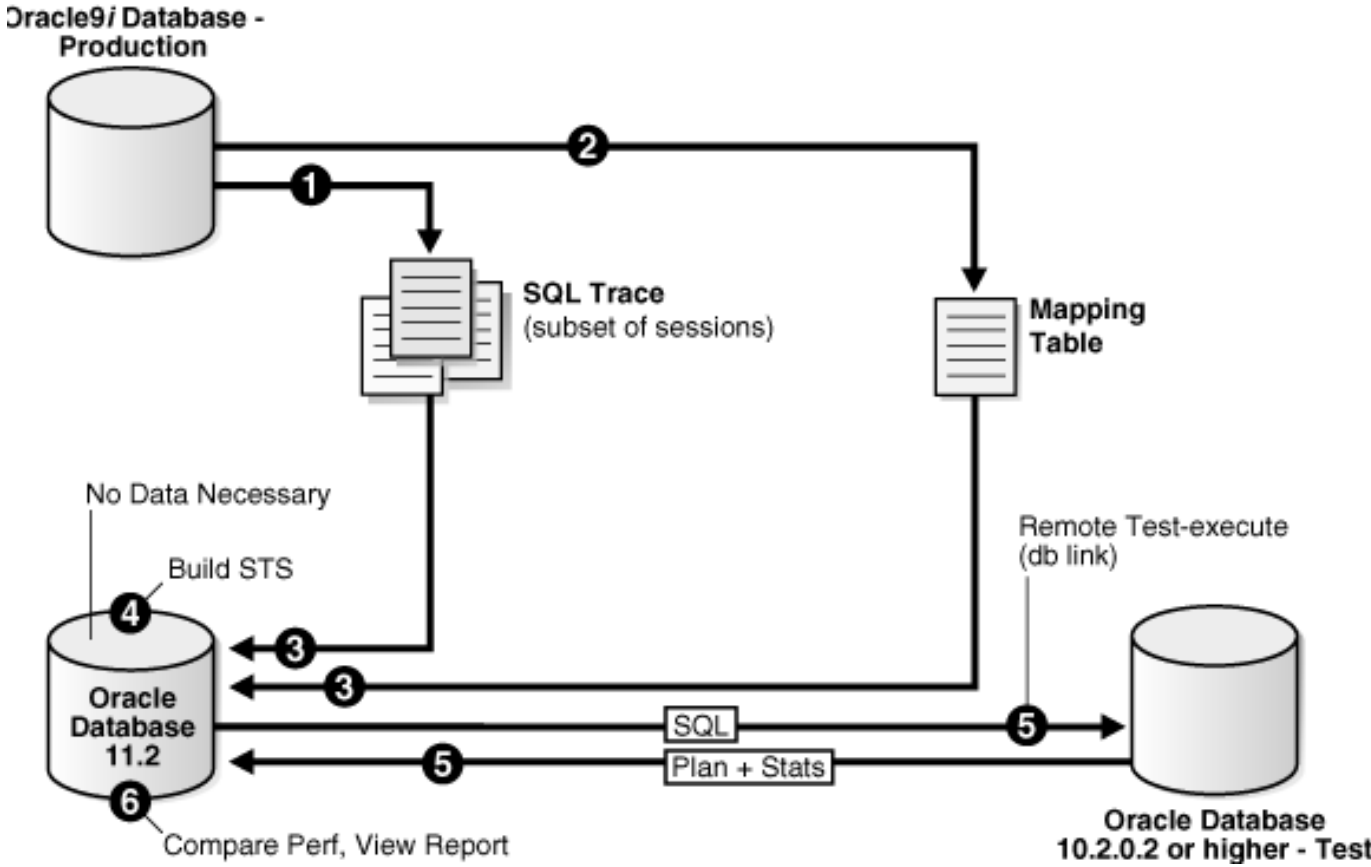 Oracle9i Database -
Production
2
1
SQL Trace
(subset of sessions)
Mapping
Table
No Data Necessary
Build STS
Remote Test-execute
(db link)
4
3
3
Oracle
Database
11.2
SQL
5
5
Plan + Stats
6
Compare Perf, View Report
Oracle Database
10.2.0.2 or higher - Test